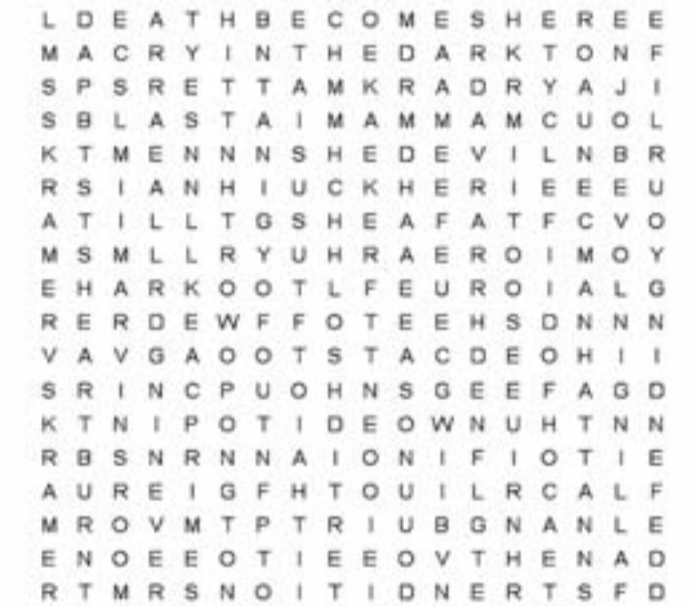 L D E A T H B E C O M E S H E R E E
M A C R Y I N T H E D A R K T O N F
S P S R E T T A M K R A D R Y A J I
S B L A S T A I M A M M A M C U O L
K T M E N N N S H E D E V I L N B R
R S I A N H I U C K H E R I E E E U
A T I L L T G S H E A F A T F C V O
M S M L L R Y U H R A E R O I M O Y
E H A R K O O T L F E U R O I A L G
R E R D E W F F O T E E H S D N N N
V A V G A O O T S T A C D E O H I I
S R I N C P U O H N S G E E F A G D
K T N I P O T I D E O W N U H T N N
R B S N R N N A I O N I F I O T I E
A U R E I G F H T O U I L R C A L F
M R O V M T P T R I U B G N A N L E
E N O E E O T I E E O V T H E N A D
R T M R S N O I T I D N E R T S F D